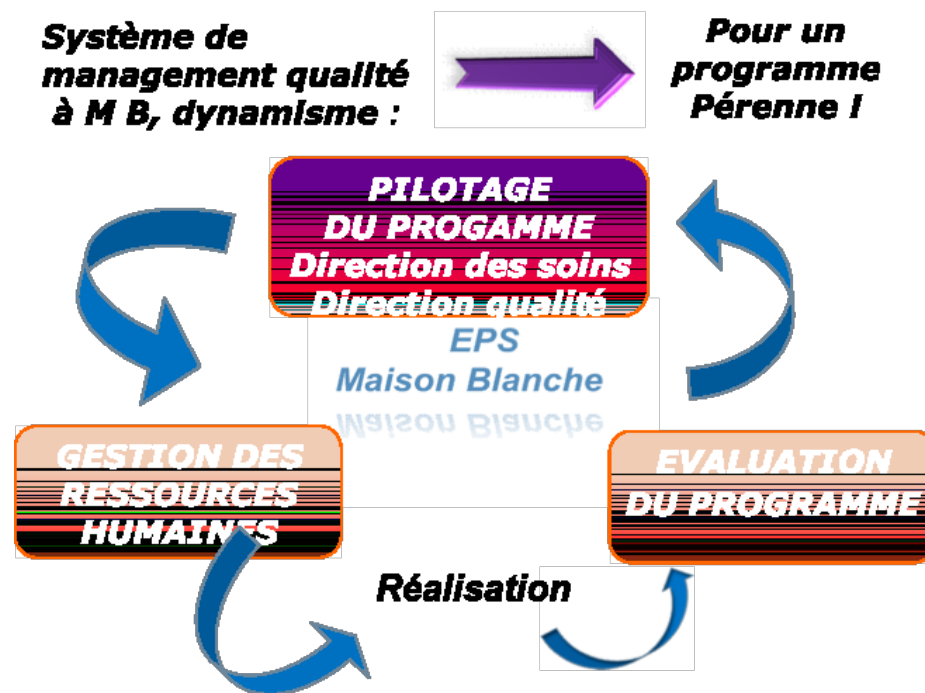 Système de
management qualité
à M B, dynamisme :
Pour un
programme
Pérenne !
PILOTAGE
DU PROGAMME
Direction des soins
Direction qualité
EPS
Maison Blanche
GESTION DES
RESSOURCES
HUMAINES
EVALUATION
DU PROGRAMME
Réalisation